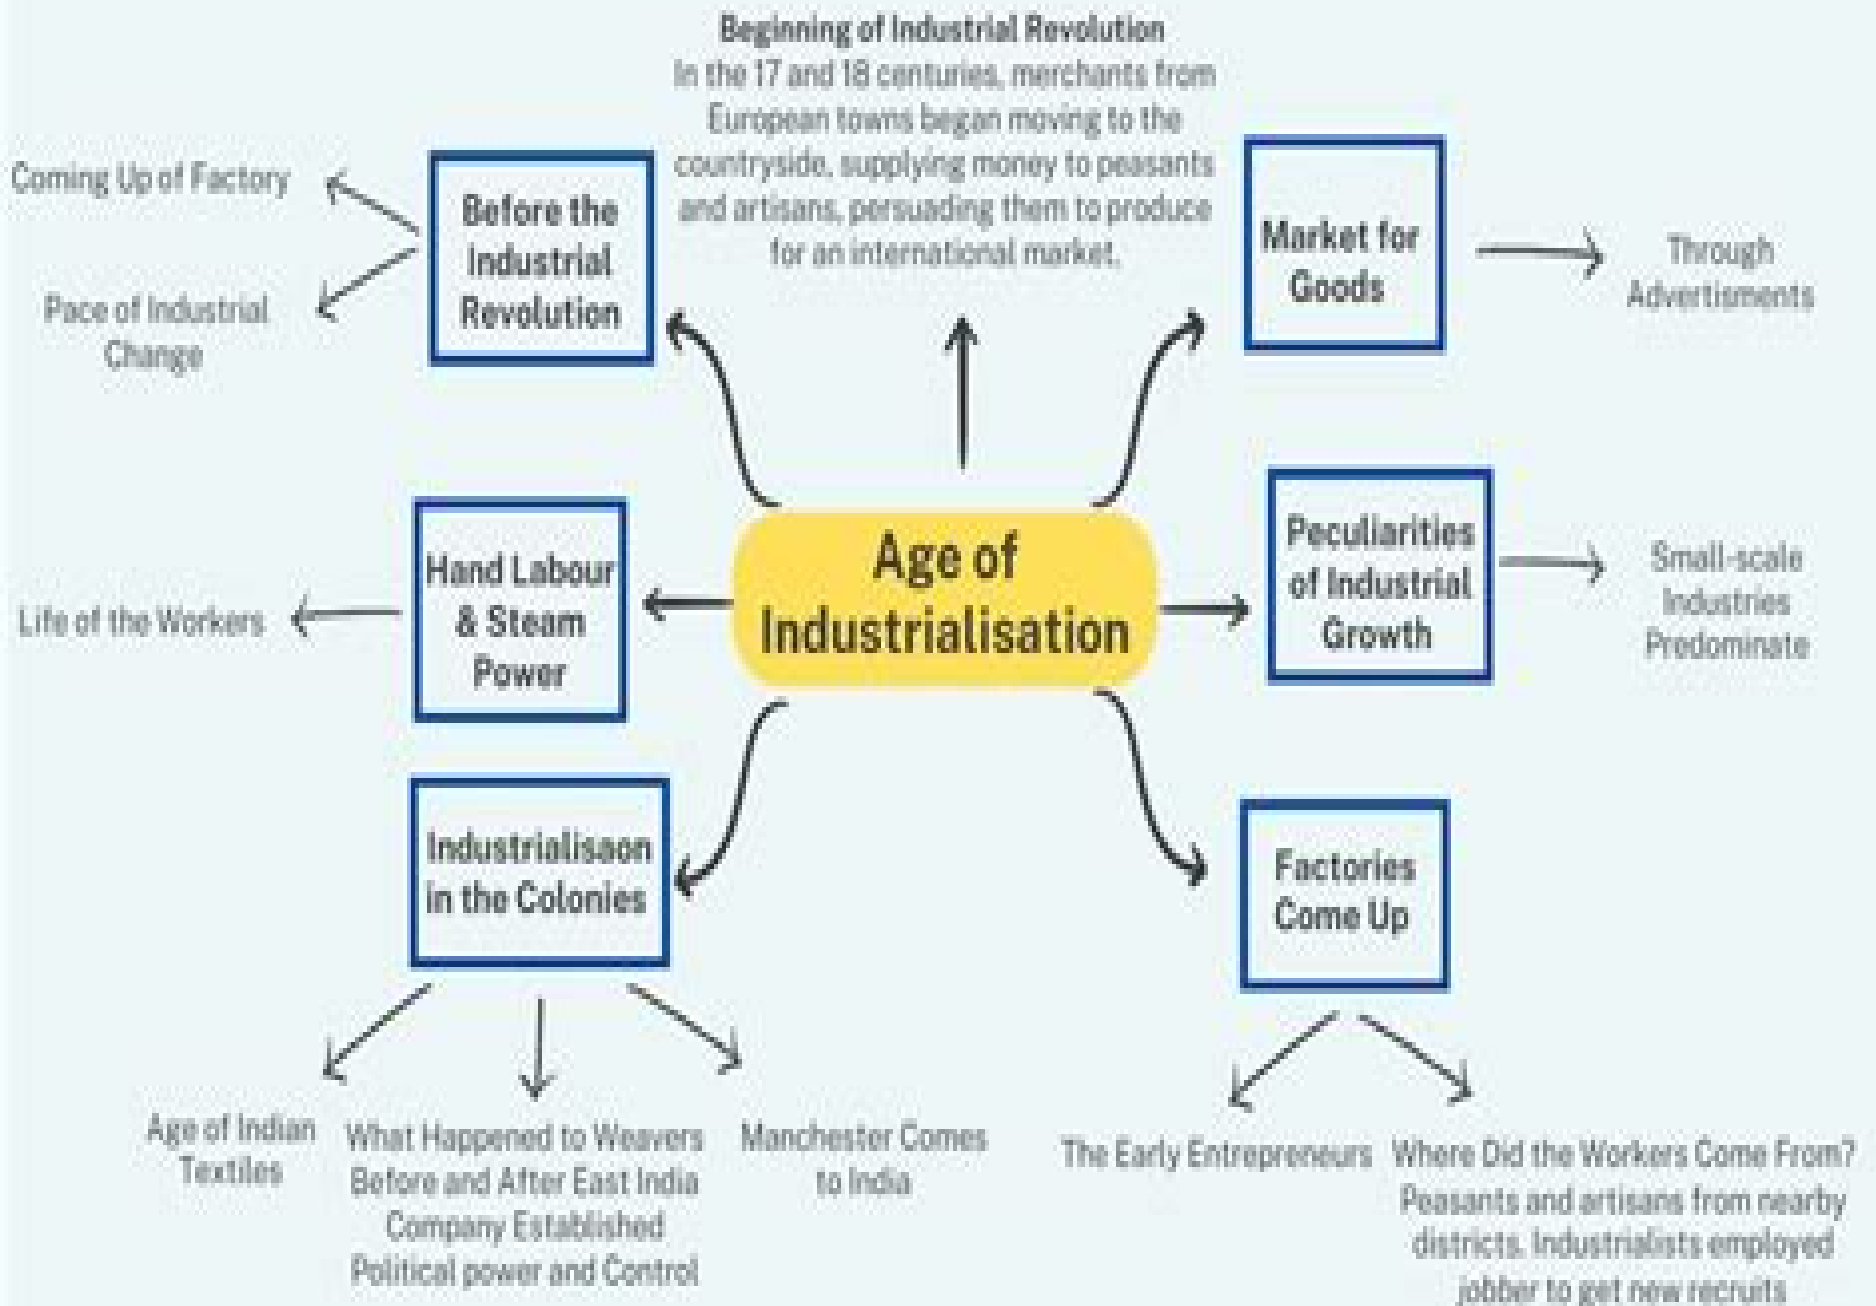 Beginning of Industrial Revolution
In the 17 and 18 centuries, merchants from
European towns began moving to the
countryside, supplying money to peasants
and artisans, persuading them to produce
for an international market.
Coming Up of Factory
Pace of Industrial
Change
Before the
Industrial
Revolution
Market for
Goods
Through
Advertisments
Hand Labour
& Steam
Power
Life of the Workers
Age of
Industrialisation
Peculiarities
of Industrial
Growth
Small-scale
Industries
Predominate
Industrialisaon
in the Colonies
Factories
Come Up
Age of Indian
Textiles
What Happened to Weavers
Before and After East India
Company Established
Political power and Control
Manchester Comes
to India
The Early Entrepreneurs
Where Did the Workers Come From?
Peasants and artisans from nearby
districts. Industrialists employed
jobber to get new recruits